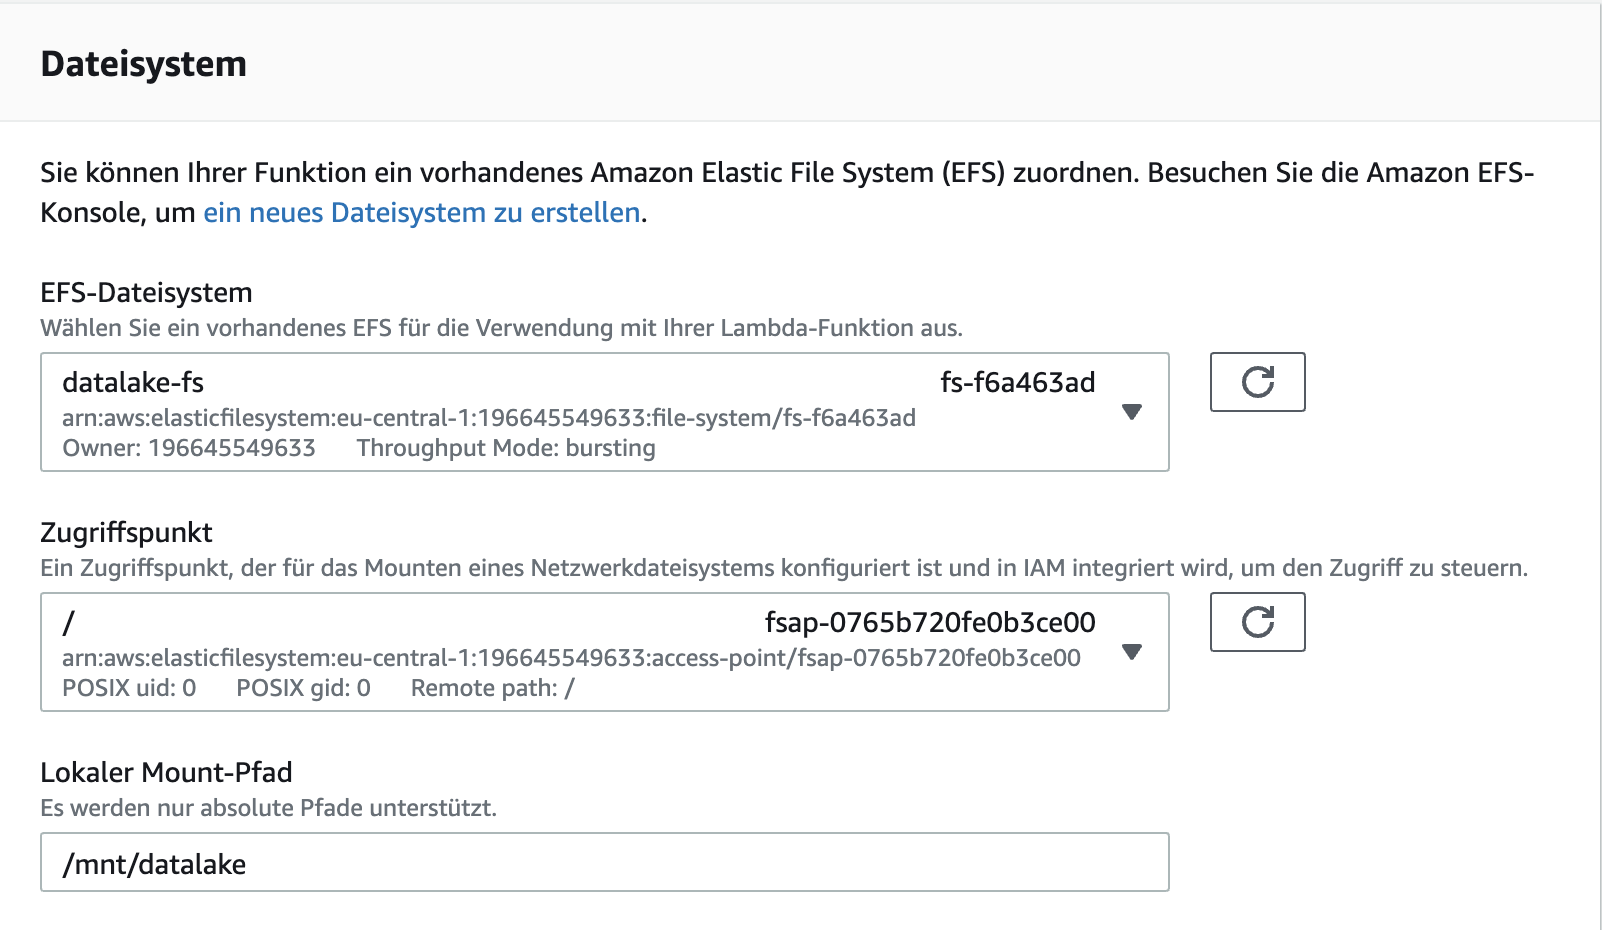 Dateisystem
Sie können Ihrer Funktion ein vorhandenes Amazon Elastic File System (EFS) zuordnen. Besuchen Sie die Amazon EFS-
Konsole, um ein neues Dateisystem zu erstellen.
EFS-Dateisystem
Wählen Sie ein vorhandenes EFS für die Verwendung mit Ihrer Lambda-Funktion aus.
datalake-fs fs-f6a463ad
arn:aws:elasticfilesystem:eu-central-1:196645549633:file-system/fs-f6a463ad
Owner: 196645549633 Throughput Mode: bursting
Zugriffspunkt
Ein Zugriffspunkt, der für das Mounten eines Netzwerkdateisystems konfiguriert ist und in IAM integriert wird, um den Zugriff zu steuern.
/ fsap-0765b720fe0b3ce00
arn:aws:elasticfilesystem:eu-central-1:196645549633:access-point/fsap-0765b720fe0b3ce00
POSIX uid: 0 POSIX gid: 0 Remote path: /
Lokaler Mount-Pfad
Es werden nur absolute Pfade unterstützt.
/mnt/datalake